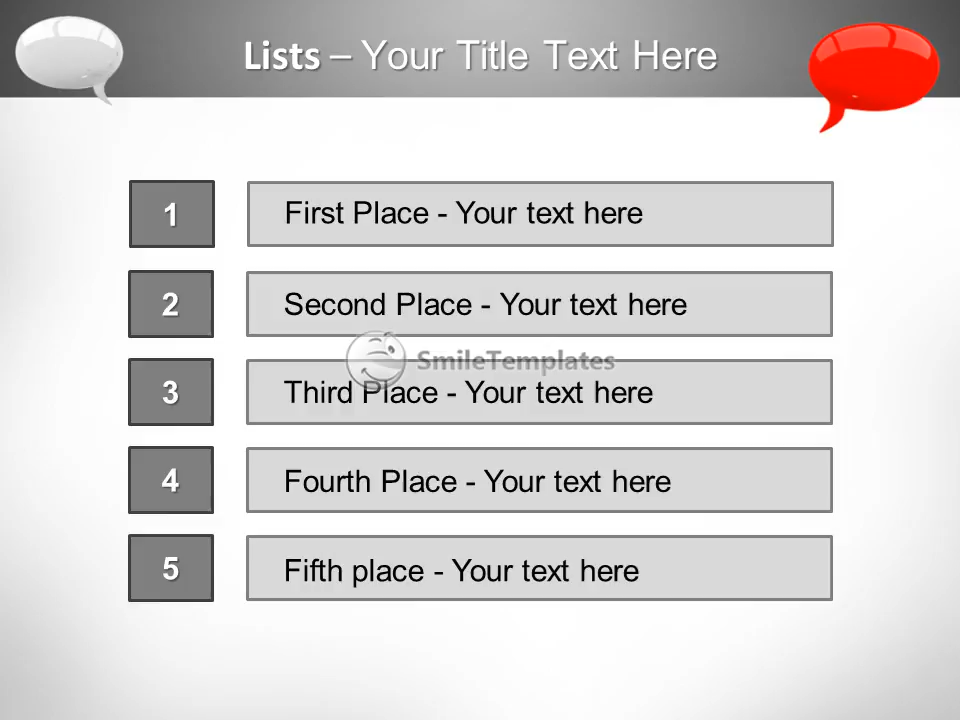 Lists – Your Title Text Here
1 First Place - Your text here
2 Second Place - Your text here
SmileTemplates
3 Third Place - Your text here
4 Fourth Place - Your text here
5 Fifth place - Your text here